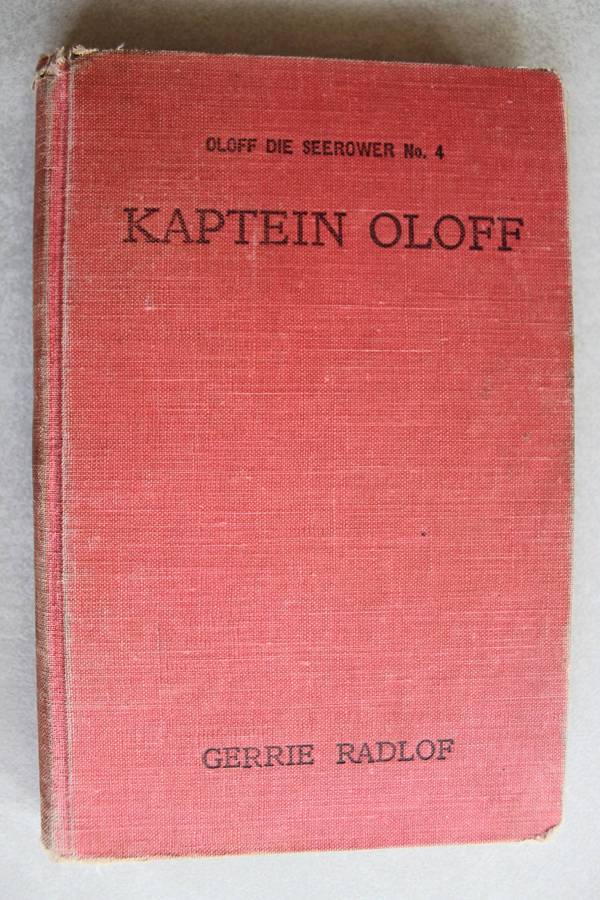 OLOFF DIE SEEROWER No. 4
KAPTEIN OLOFF
GERRIE RADLOF